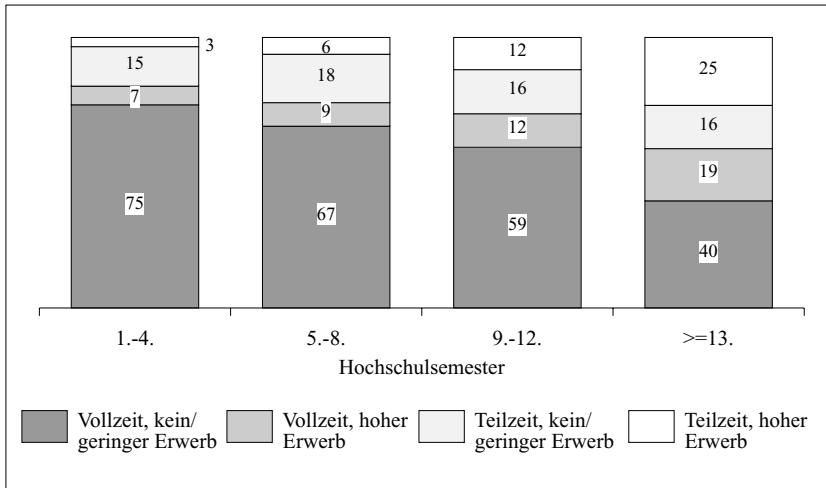 3
6
12
25
15
18
16
16
7
9
12
19
75
67
59
40
1.-4.
5.-8.
9.-12.
>=13.
Hochschulsemester
Vollzeit, kein/
geringer Erwerb
Vollzeit, hoher
Erwerb
Teilzeit, kein/
geringer Erwerb
Teilzeit, hoher
Erwerb